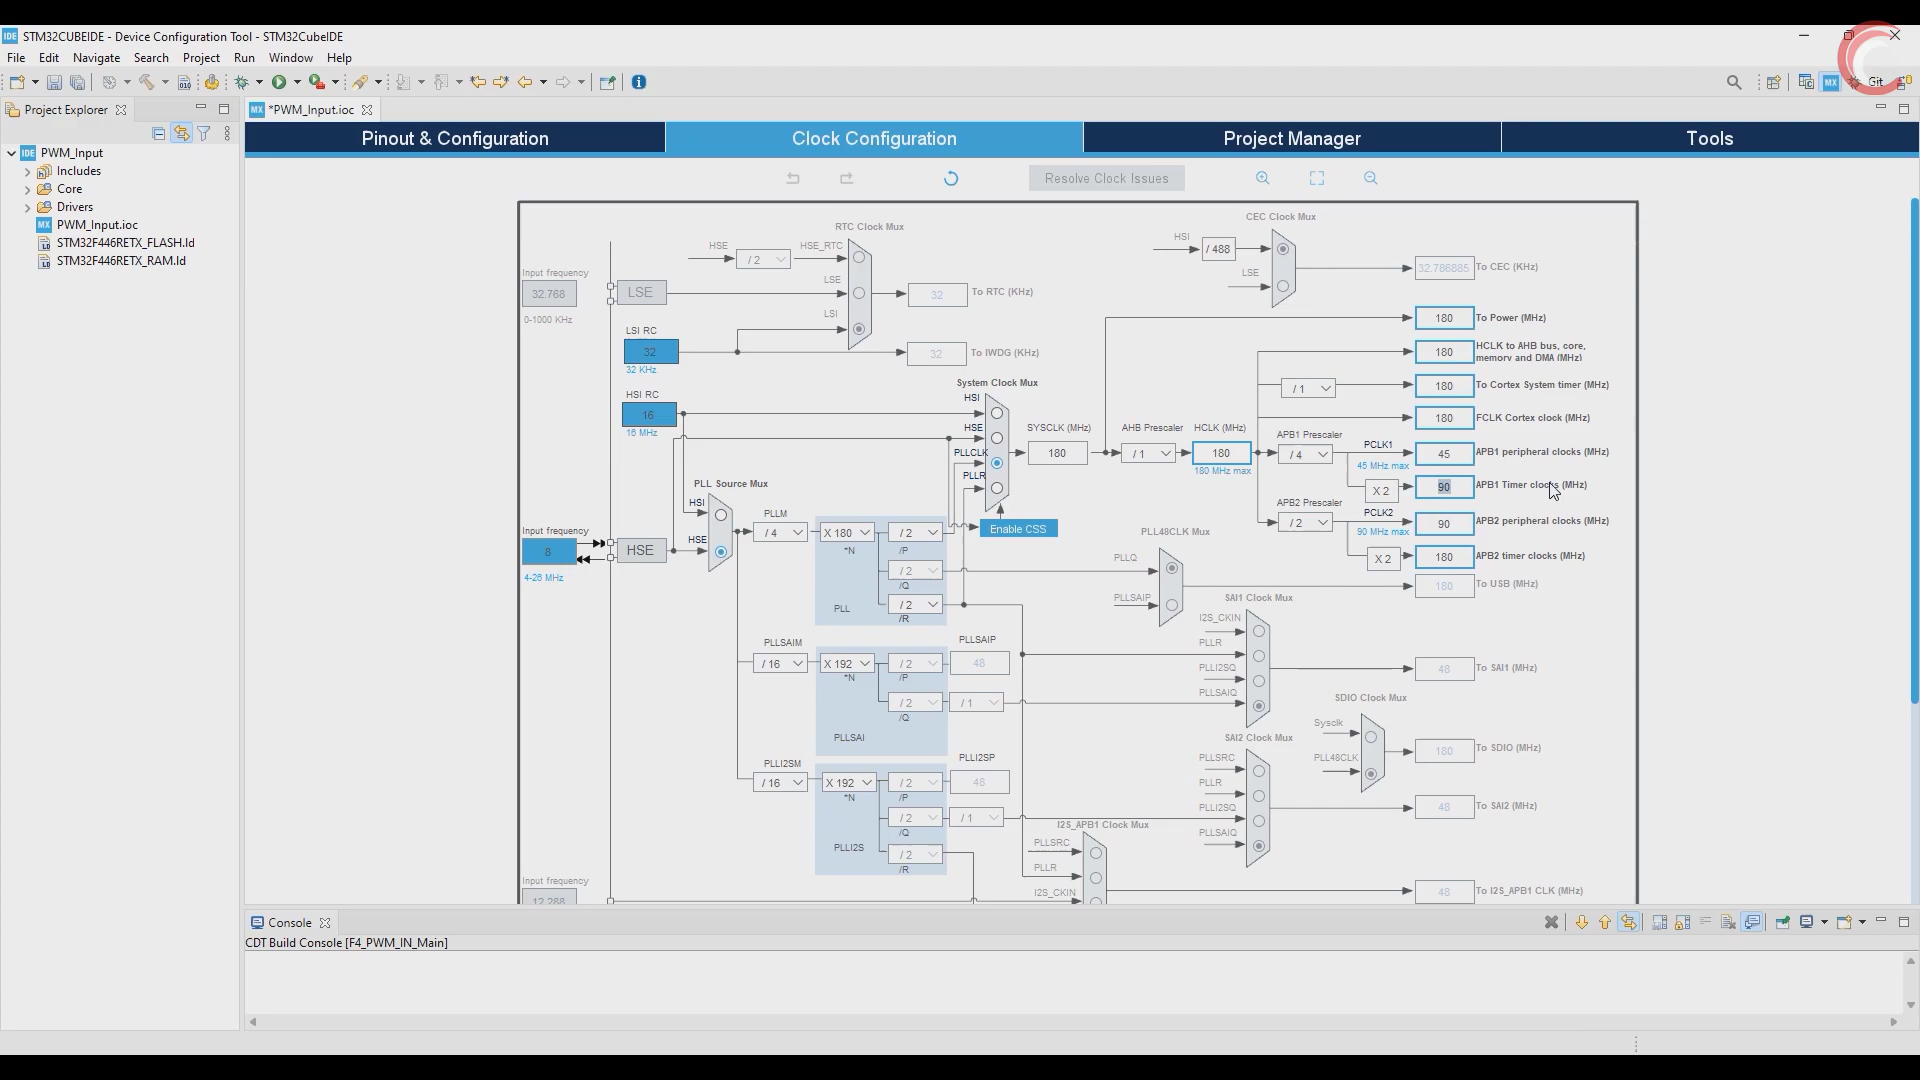 IDE STM32CUBEIDE - Device Configuration Tool - STM32CubeIDE
File Edit Navigate Search Project Run Window Help
Git
Project Explorer
MX *PWM_Input.ioc
Pinout & Configuration Clock Configuration Project Manager Tools
IDE PWM_Input
Includes
Core
Drivers
MX PWM_Input.ioc
STM32F446RETX_FLASH.ld
STM32F446RETX_RAM.ld
Resolve Clock Issues
RTC Clock Mux
HSE / 2 HSE_RTC
LSE
LSI
Input frequency
32.768
0-1000 KHz
LSE
32 To RTC (KHz)
32 To IWDG (KHz)
LSI RC
32
32 KHz
HSI RC
16
16 MHz
CEC Clock Mux
HSI / 488
LSE
32.786885 To CEC (KHz)
System Clock Mux
HSI
HSE
PLLCLK
PLLR
Enable CSS
SYSCLK (MHz)
180
AHB Prescaler
/ 1
HCLK (MHz)
180
180 MHz max
180 To Power (MHz)
180 HCLK to AHB bus, core,
memory and DMA (MHz)
/ 1 180 To Cortex System timer (MHz)
180 FCLK Cortex clock (MHz)
APB1 Prescaler
/ 4
PCLK1
45 MHz max
45 APB1 peripheral clocks (MHz)
X 2 90 APB1 Timer clocks (MHz)
APB2 Prescaler
/ 2
PCLK2
90 MHz max
90 APB2 peripheral clocks (MHz)
X 2 180 APB2 timer clocks (MHz)
180 To USB (MHz)
PLL Source Mux
HSI
HSE
Input frequency
8
4-26 MHz
HSE
PLLM
/ 4
X 180
*N
/ 2
/P
/ 2
/Q
/ 2
/R
PLL
PLL48CLK Mux
PLLQ
PLLSAIP
PLLSAIM
/ 16
X 192
*N
/ 2
/P
/ 2
/Q
PLLSAI
PLLSAIP
48
/ 1
SAI1 Clock Mux
I2S_CKIN
PLLR
PLLI2SQ
PLLSAIQ
48 To SAI1 (MHz)
SDIO Clock Mux
Sysclk
PLL48CLK
180 To SDIO (MHz)
SAI2 Clock Mux
PLLSRC
PLLR
PLLI2SQ
PLLSAIQ
48 To SAI2 (MHz)
PLLI2SM
/ 16
X 192
*N
/ 2
/P
/ 2
/Q
/ 2
/R
PLLI2S
PLLI2SP
48
/ 1
I2S_APB1 Clock Mux
PLLSRC
PLLR
I2S_CKIN
48 To I2S_APB1 CLK (MHz)
Input frequency
12.288
Console
CDT Build Console [F4_PWM_IN_Main]